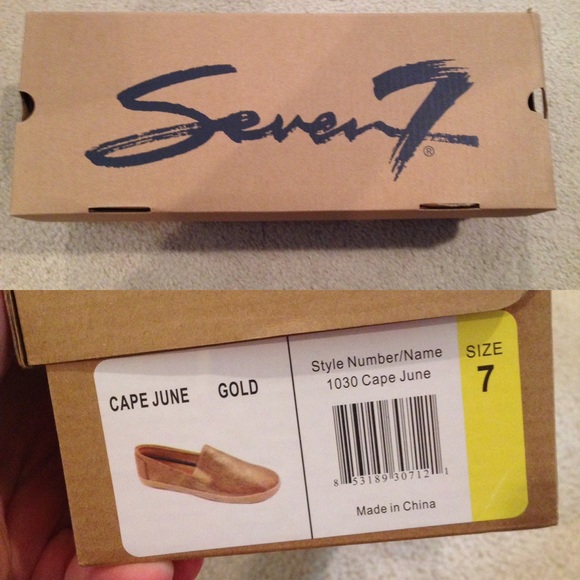 Seven7®
CAPE JUNE GOLD
Style Number/Name
1030 Cape June
8 53189 30712 1
Made in China
SIZE
7